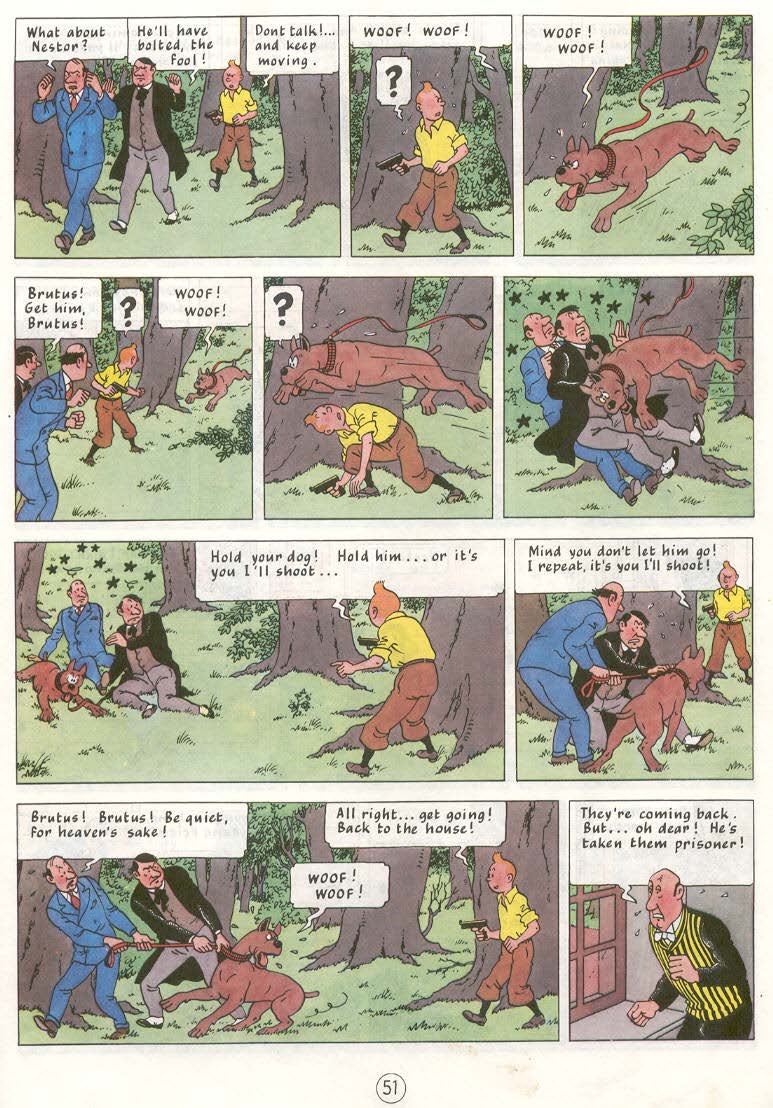 What about
Nestor?
He'll have
bolted, the
fool!
Dont talk!...
and keep
moving.
WOOF! WOOF!
?
WOOF!
WOOF!
Brutus!
Get him,
Brutus!
?
WOOF!
WOOF!
?
Hold your dog! Hold him....or it's
you I'll shoot...
Mind you don't let him go!
I repeat, it's you I'll shoot!
Brutus! Brutus! Be quiet,
for heaven's sake!
WOOF!
WOOF!
All right... get going!
Back to the house!
They're coming back.
But... oh dear! He's
taken them prisoner!
51